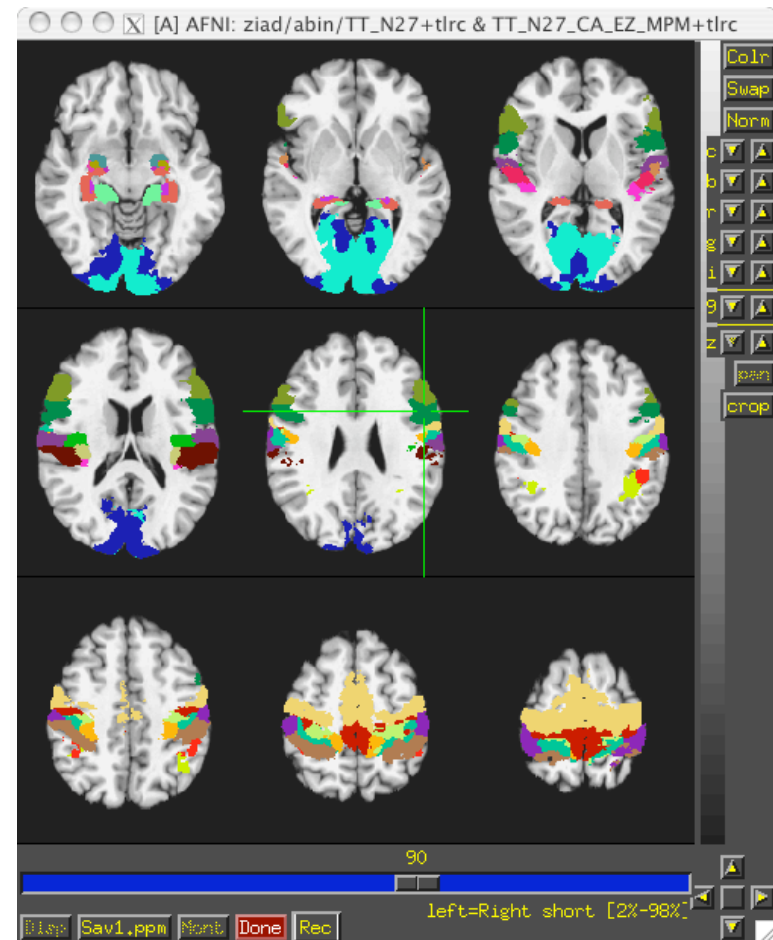 X [A] AFNI: ziad/abin/TT_N27+tlrc & TT_N27_CA_EZ_MPM+tlrc
Colr
Swap
Norm
c
b
r
g
i
9
z
pan
crop
90
left=Right short [2%-98%]
Disp Sav1.ppm Mont Done Rec